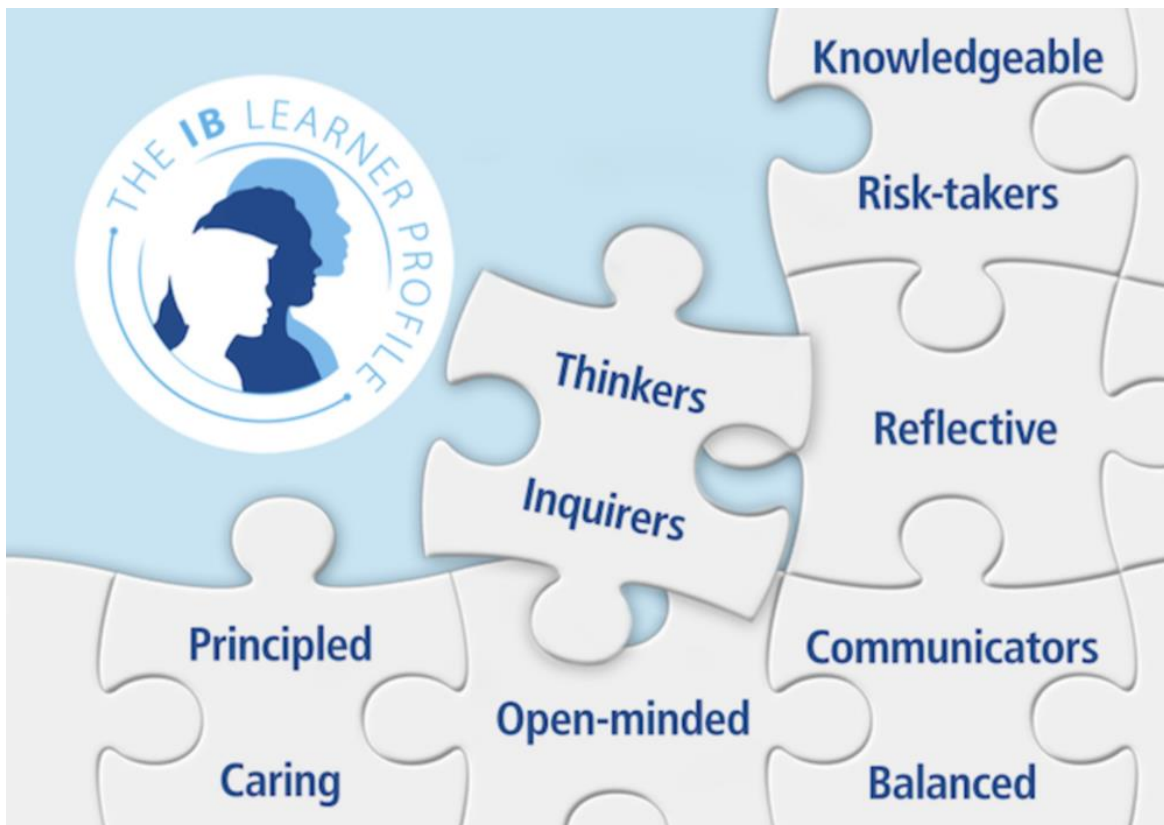 THE IB LEARNER PROFILE
Knowledgeable
Risk-takers
Thinkers
Inquirers
Reflective
Principled
Caring
Open-minded
Communicators
Balanced